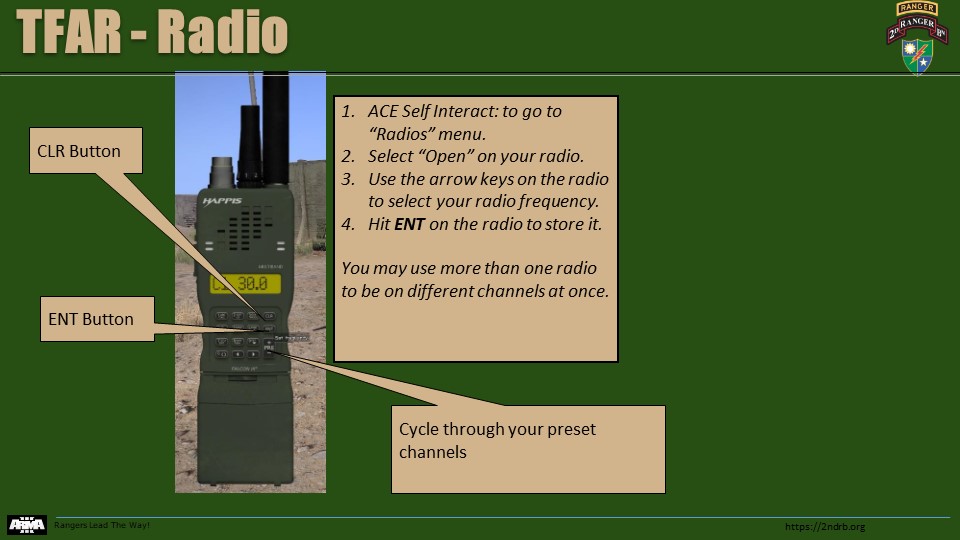 TFAR - Radio
RANGER
2D RANGER BN
CLR Button
1. ACE Self Interact: to go to
“Radios” menu.
2. Select “Open” on your radio.
3. Use the arrow keys on the radio
to select your radio frequency.
4. Hit ENT on the radio to store it.
You may use more than one radio
to be on different channels at once.
HAPPIS
C1 30.0
ENT Button
Cycle through your preset
channels
ARMA
III
Rangers Lead The Way!
https://2ndrb.org